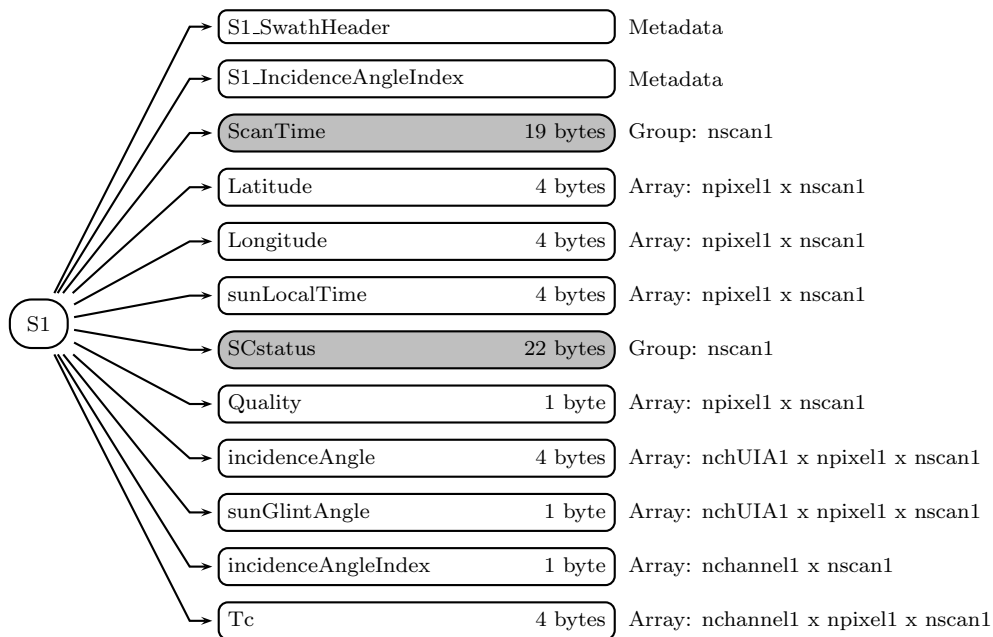 S1_SwathHeader Metadata
S1_IncidenceAngleIndex Metadata
ScanTime 19 bytes Group: nscan1
Latitude 4 bytes Array: npixel1 x nscan1
Longitude 4 bytes Array: npixel1 x nscan1
sunLocalTime 4 bytes Array: npixel1 x nscan1
S1
SCstatus 22 bytes Group: nscan1
Quality 1 byte Array: npixel1 x nscan1
incidenceAngle 4 bytes Array: nchUIA1 x npixel1 x nscan1
sunGlintAngle 1 byte Array: nchUIA1 x npixel1 x nscan1
incidenceAngleIndex 1 byte Array: nchannel1 x nscan1
Tc 4 bytes Array: nchannel1 x npixel1 x nscan1